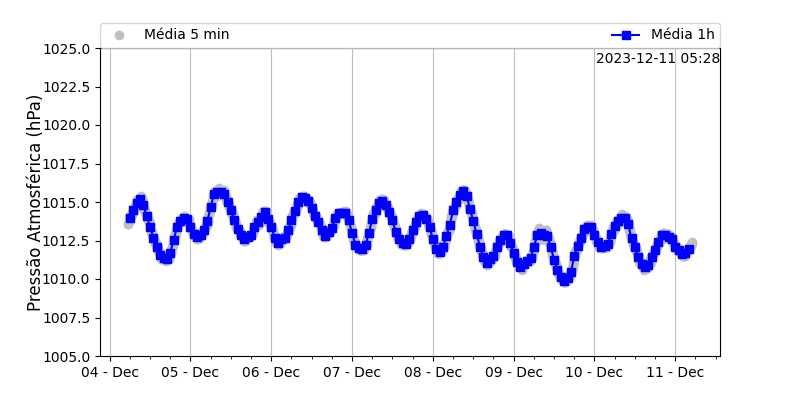 Média 5 min
Média 1h
2023-12-11 05:28
Pressão Atmosférica (hPa)
1025.0
1022.5
1020.0
1017.5
1015.0
1012.5
1010.0
1007.5
1005.0
04 - Dec
05 - Dec
06 - Dec
07 - Dec
08 - Dec
09 - Dec
10 - Dec
11 - Dec